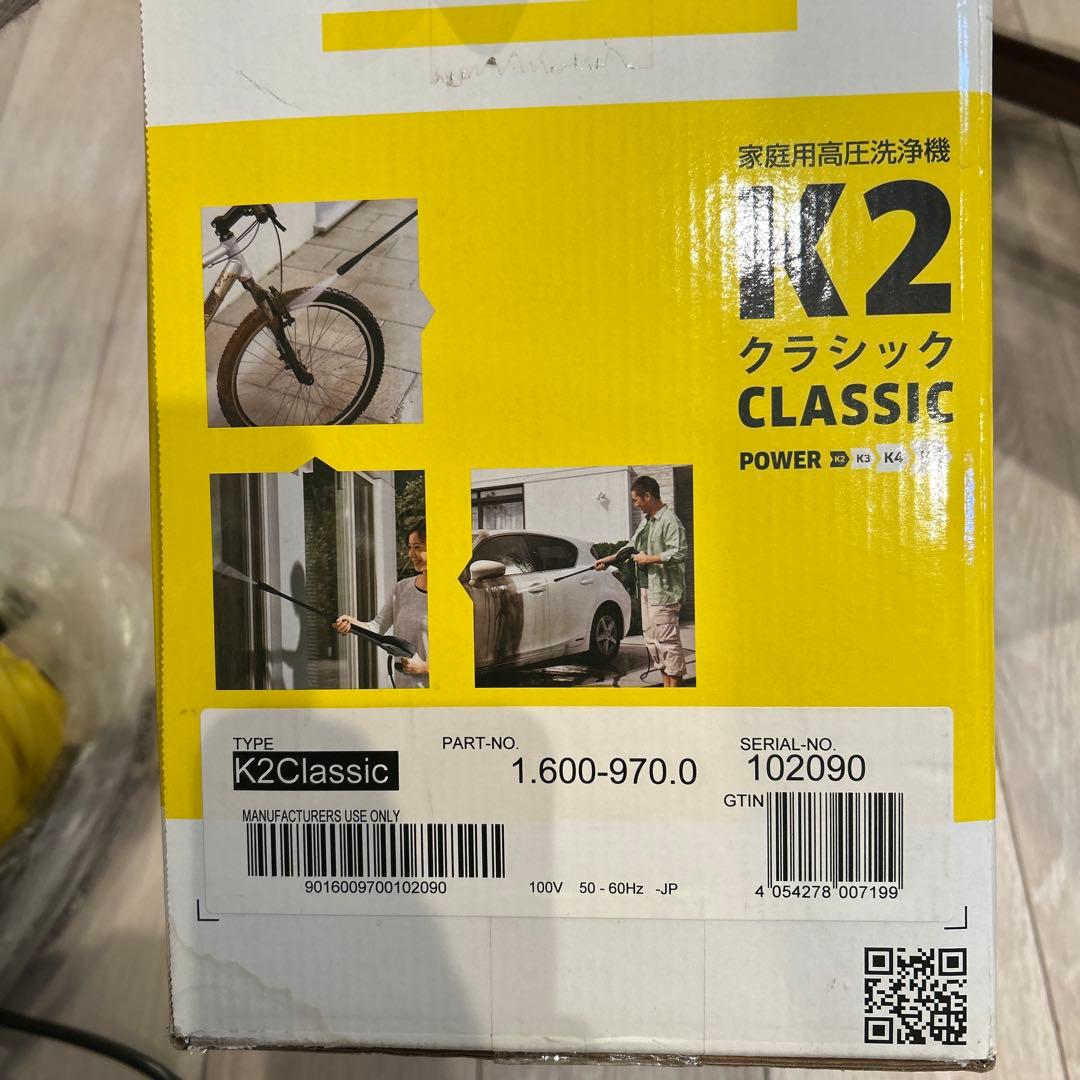 家庭用高圧洗浄機
K2
クラシック
CLASSIC
POWER K2 K3 K4
TYPE
K2Classic
PART-NO.
1.600-970.0
SERIAL-NO.
102090
GTIN
MANUFACTURERS USE ONLY
9016009700102090
100V 50 - 60Hz -JP
4 054278 007199